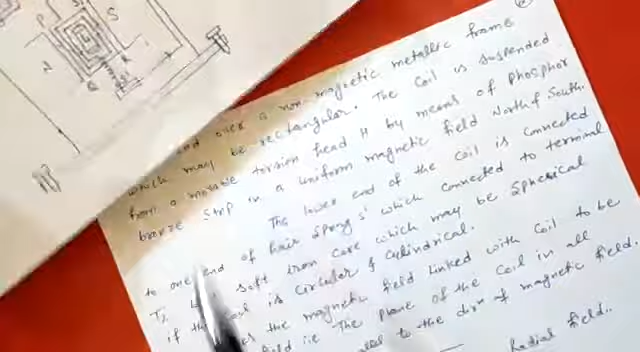 S
N
and over a non-magnetic metallic frame
which may be rectangular. The Coil is suspended
from a movable torsion head H by means of phosphor
bronze strip in a uniform magnetic field North & South.
The lower end of the coil is connected
to one end of hair spring S' which connected to terminal
T2 soft iron core which may be Spherical
if the is Circular & Cylindrical.
the magnetic field linked with Coil to be
field i.e. The plane of the Coil in all
to the dirn of magnetic field.
Radial field..